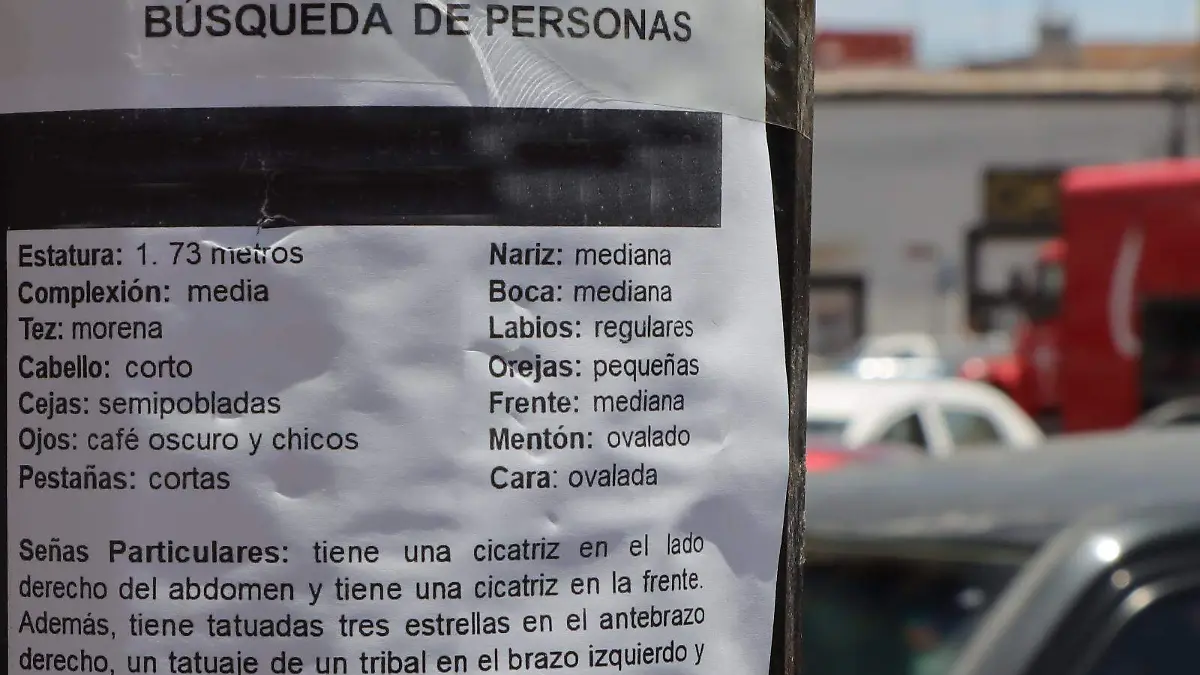 BÚSQUEDA DE PERSONAS
Estatura: 1. 73 metros
Complexión: media
Tez: morena
Cabello: corto
Cejas: semipobladas
Ojos: café oscuro y chicos
Pestañas: cortas
Nariz: mediana
Boca: mediana
Labios: regulares
Orejas: pequeñas
Frente: mediana
Mentón: ovalado
Cara: ovalada
Señas Particulares: tiene una cicatriz en el lado
derecho del abdomen y tiene una cicatriz en la frente.
Además, tiene tatuadas tres estrellas en el antebrazo
derecho, un tatuaje de un tribal en el brazo izquierdo y